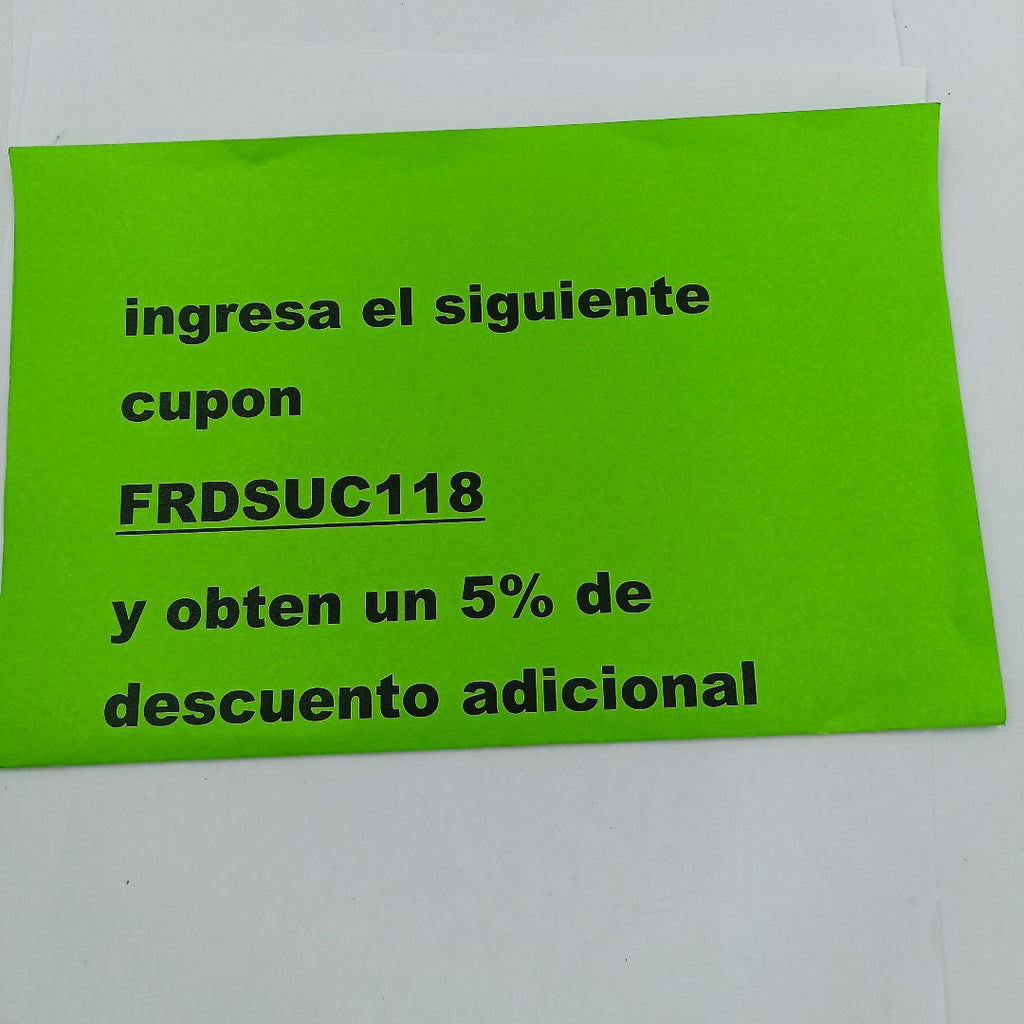 ingresa el siguiente
cupon
FRDSUC118
y obten un 5% de
descuento adicional